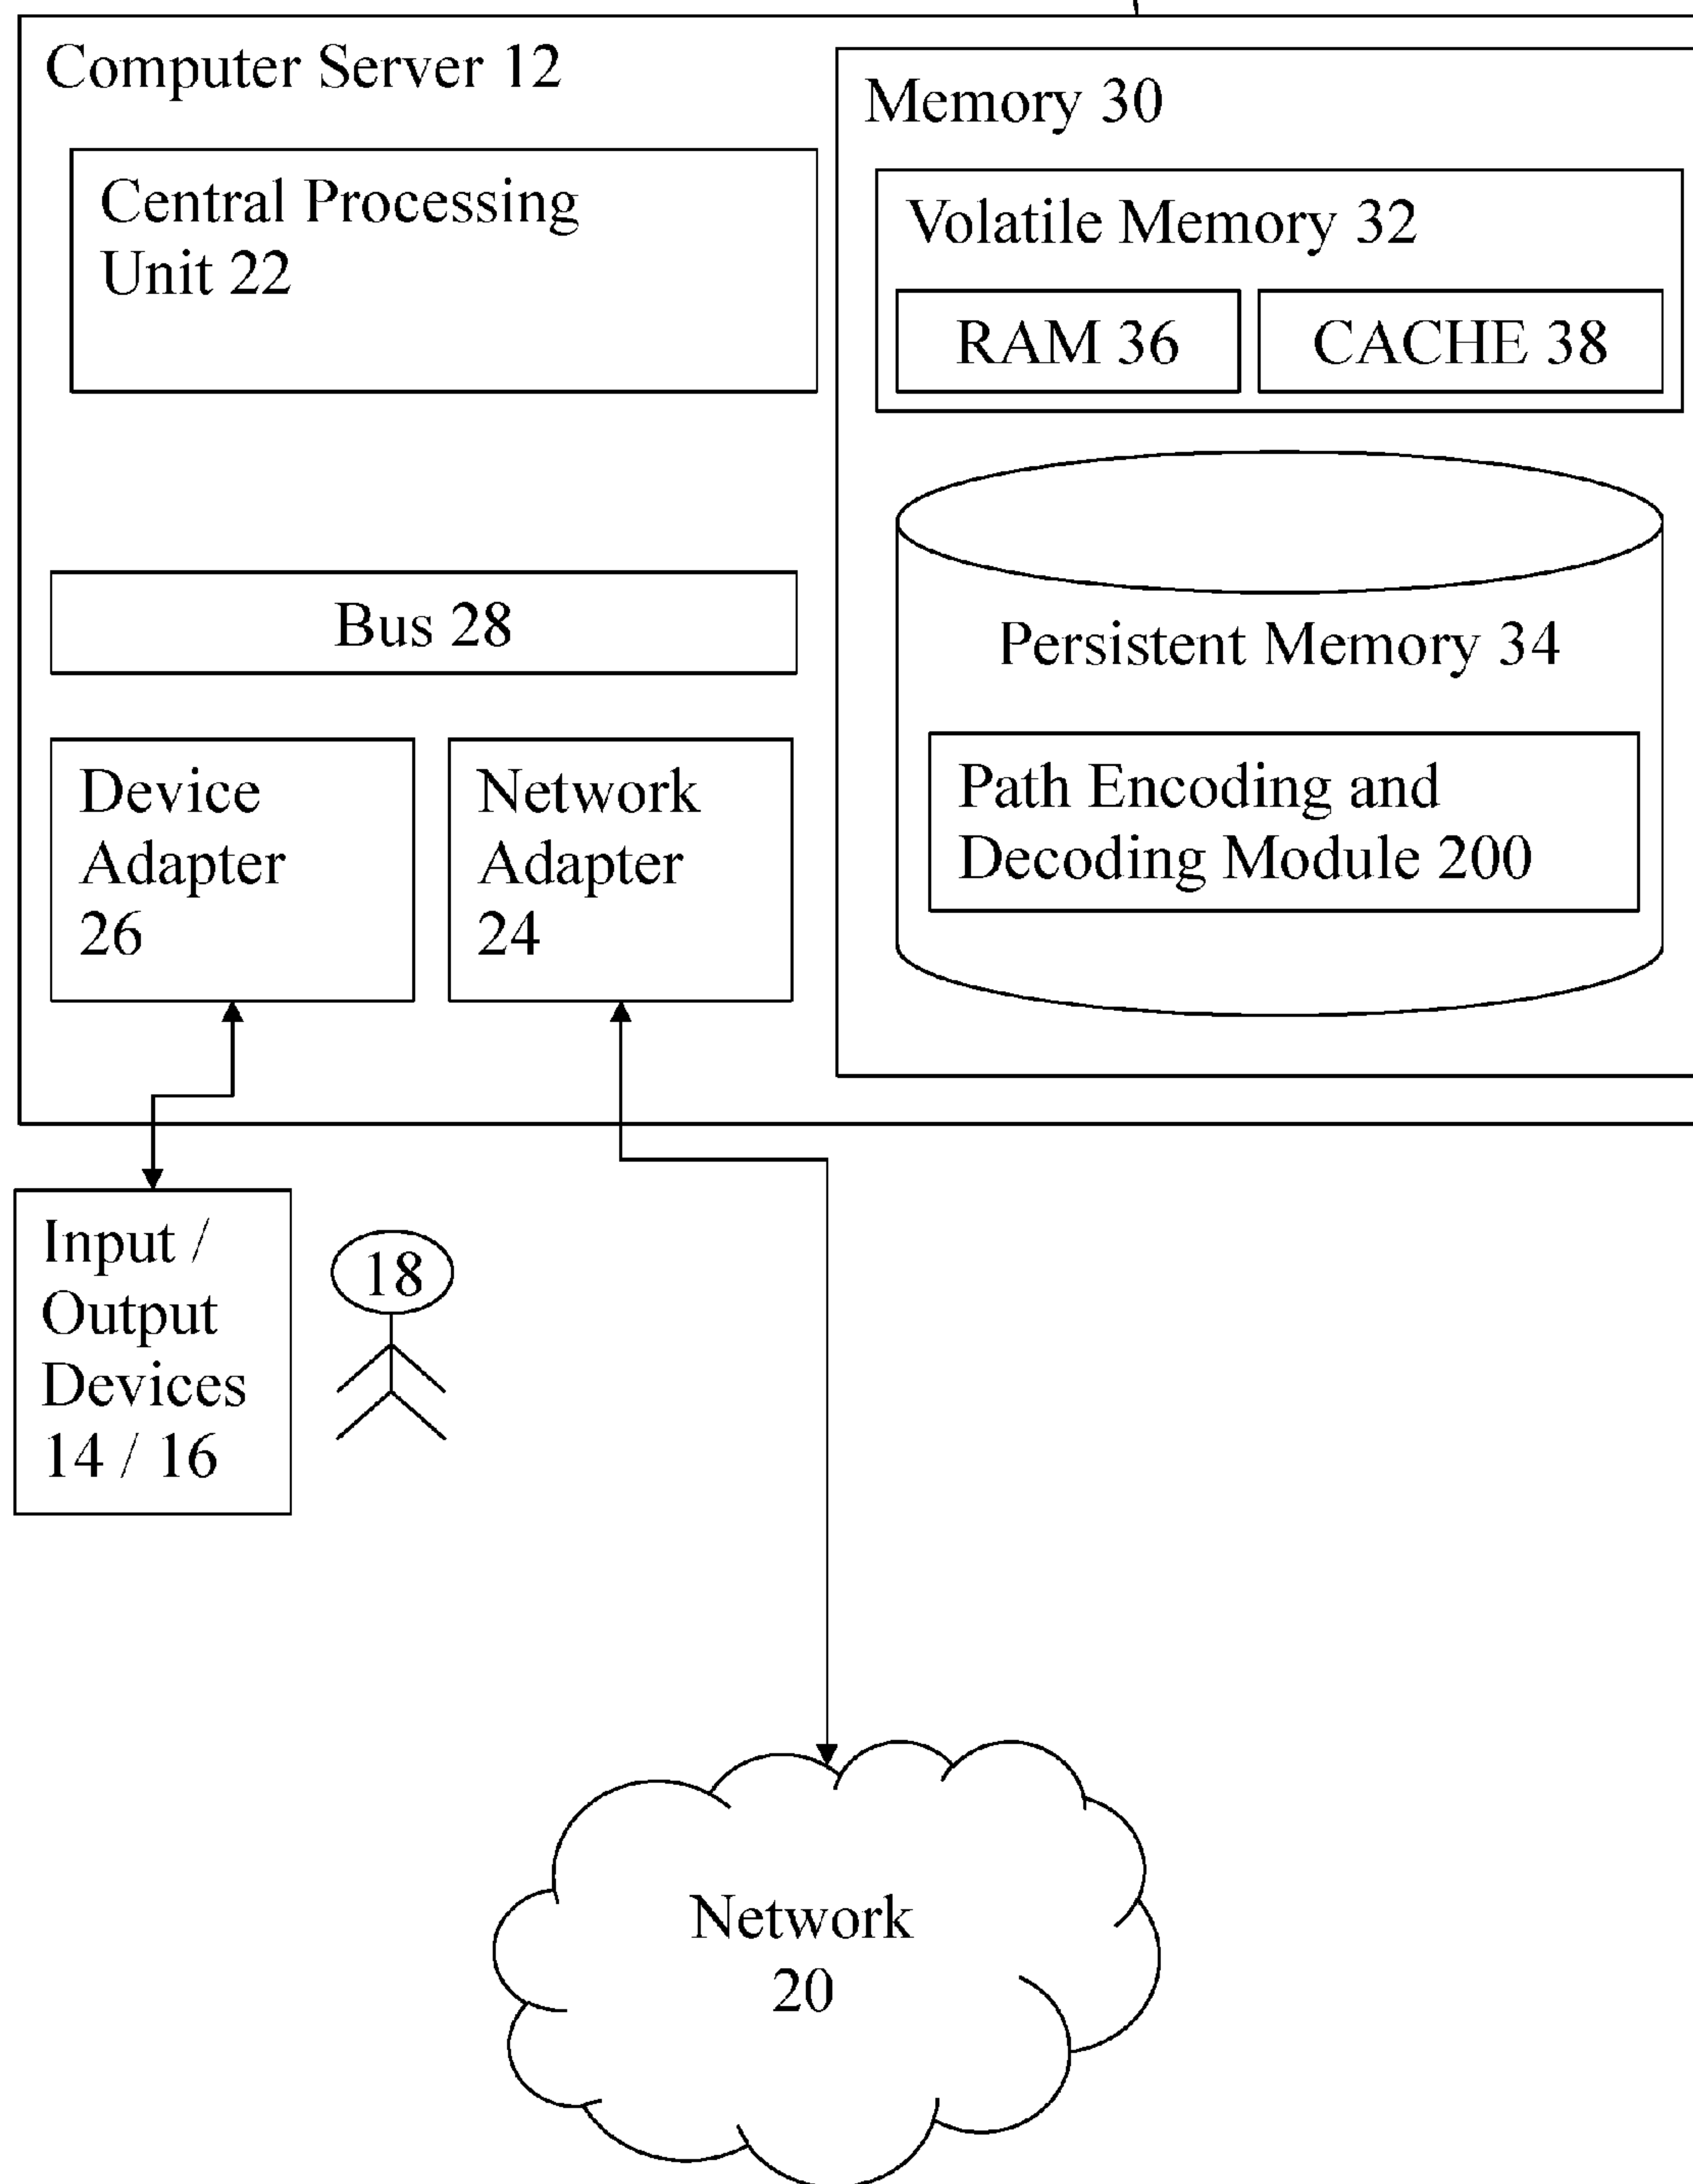 Computer Server 12
Central Processing
Unit 22
Bus 28
Device
Adapter
26
Network
Adapter
24
Memory 30
Volatile Memory 32
RAM 36
CACHE 38
Persistent Memory 34
Path Encoding and
Decoding Module 200
Input /
Output
Devices
14 / 16
18
Network
20